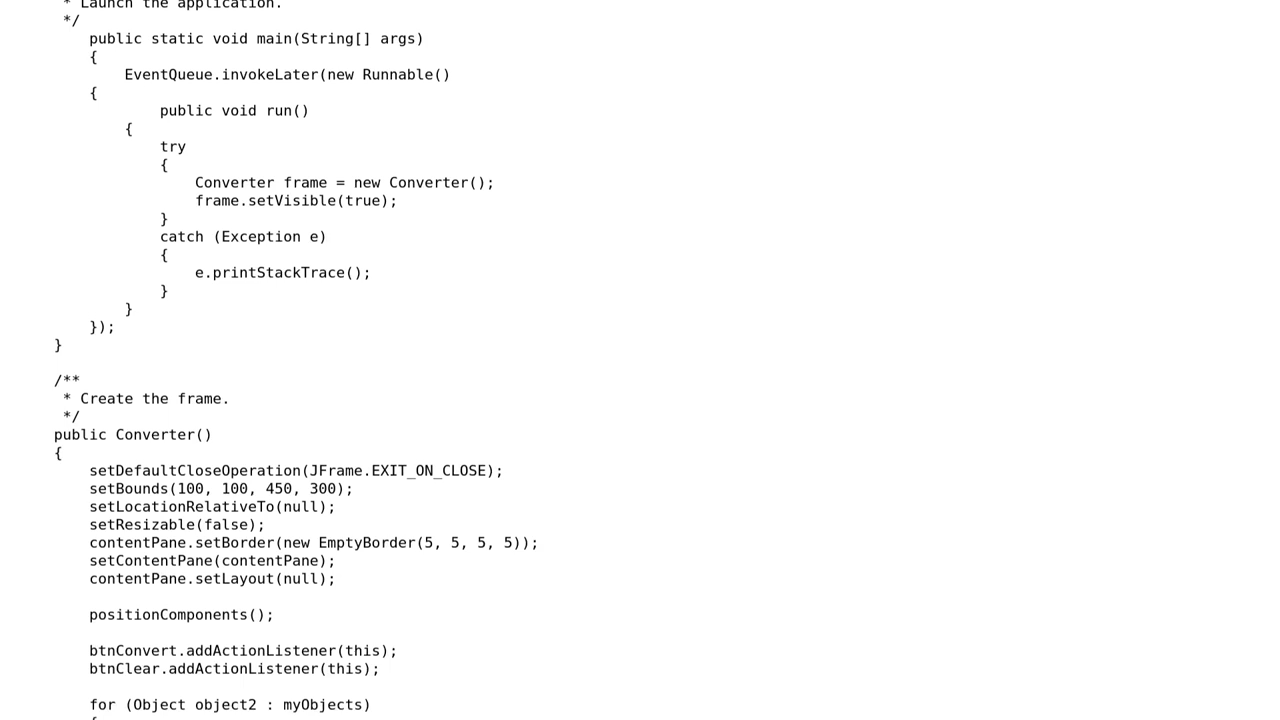 * Launch the application.
*/
public static void main(String[] args)
{
EventQueue.invokeLater(new Runnable()
{
public void run()
{
try
{
Converter frame = new Converter();
frame.setVisible(true);
}
catch (Exception e)
{
e.printStackTrace();
}
}
});
}
/**
* Create the frame.
*/
public Converter()
{
setDefaultCloseOperation(JFrame.EXIT_ON_CLOSE);
setBounds(100, 100, 450, 300);
setLocationRelativeTo(null);
setResizable(false);
contentPane.setBorder(new EmptyBorder(5, 5, 5, 5));
setContentPane(contentPane);
contentPane.setLayout(null);
positionComponents();
btnConvert.addActionListener(this);
btnClear.addActionListener(this);
for (Object object2 : myObjects)
{